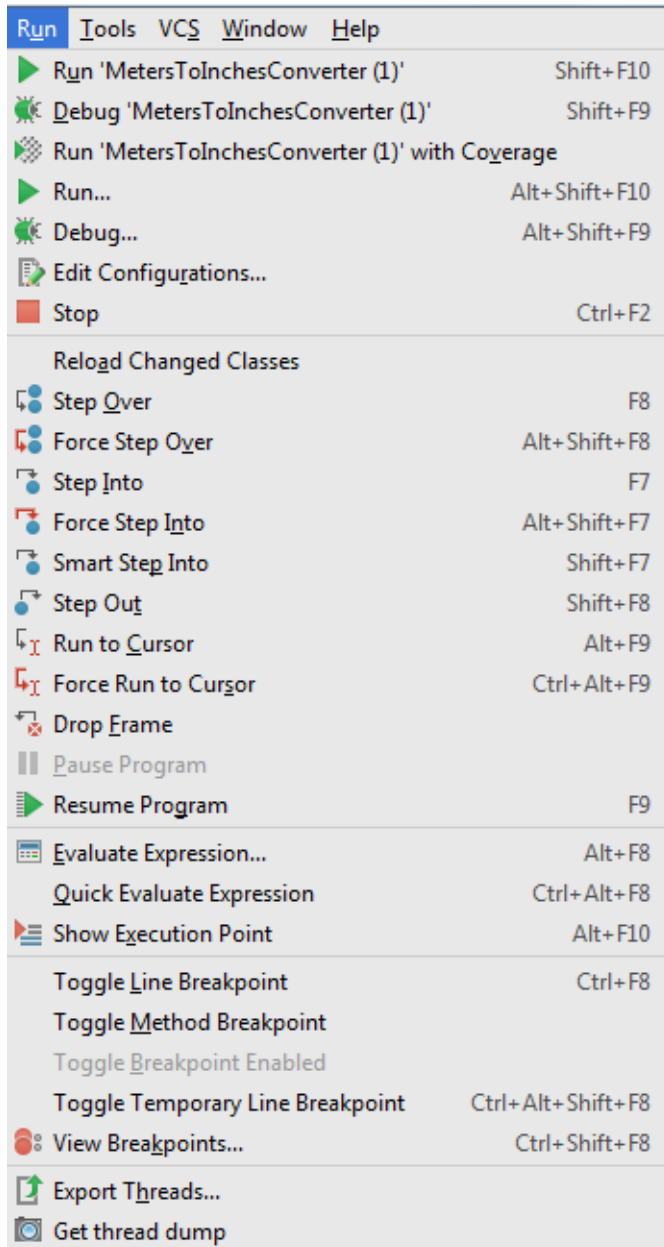 Run Tools VCS Window Help
Run 'MetersToInchesConverter (1)' Shift+F10
Debug 'MetersToInchesConverter (1)' Shift+F9
Run 'MetersToInchesConverter (1)' with Coverage
Run... Alt+Shift+F10
Debug... Alt+Shift+F9
Edit Configurations...
Stop Ctrl+F2
Reload Changed Classes
Step Over F8
Force Step Over Alt+Shift+F8
Step Into F7
Force Step Into Alt+Shift+F7
Smart Step Into Shift+F7
Step Out Shift+F8
Run to Cursor Alt+F9
Force Run to Cursor Ctrl+Alt+F9
Drop Frame
Pause Program
Resume Program F9
Evaluate Expression... Alt+F8
Quick Evaluate Expression Ctrl+Alt+F8
Show Execution Point Alt+F10
Toggle Line Breakpoint Ctrl+F8
Toggle Method Breakpoint
Toggle Breakpoint Enabled
Toggle Temporary Line Breakpoint Ctrl+Alt+Shift+F8
View Breakpoints... Ctrl+Shift+F8
Export Threads...
Get thread dump